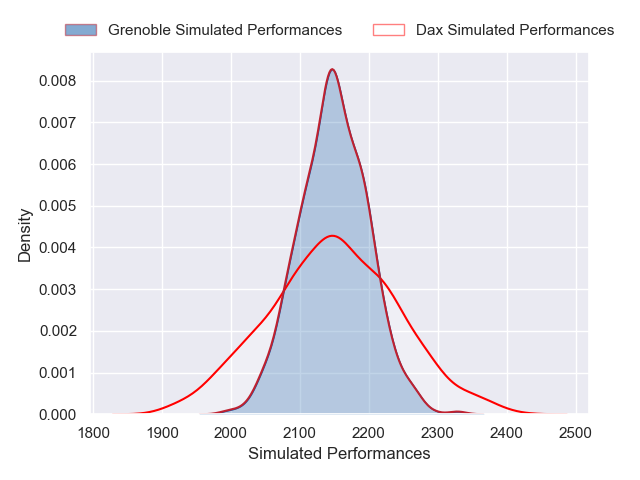 Grenoble Simulated Performances Dax Simulated Performances
0.008
0.007
0.006
0.005
0.004
0.003
0.002
0.001
0.000
Density
1800 1900 2000 2100 2200 2300 2400 2500
Simulated Performances